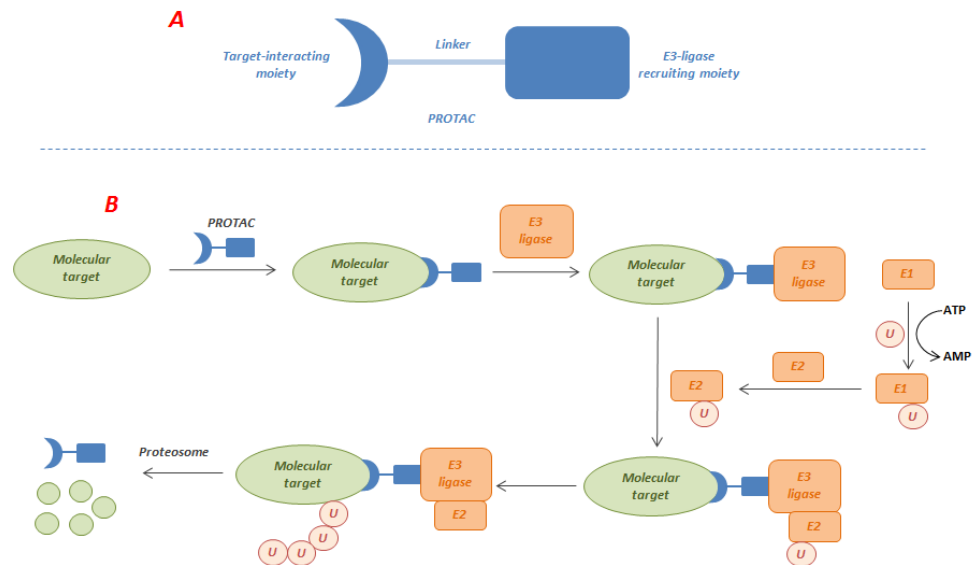 A
Target-interacting
moiety
Linker
E3-ligase
recruiting moiety
PROTAC
B
PROTAC
Molecular
target
Molecular
target
E3
ligase
Molecular
target
E3
ligase
E1
U
ATP
AMP
E1
U
E2
E2
U
Molecular
target
E3
ligase
E2
U
Molecular
target
E3
ligase
E2
U
U
U
U
Proteosome